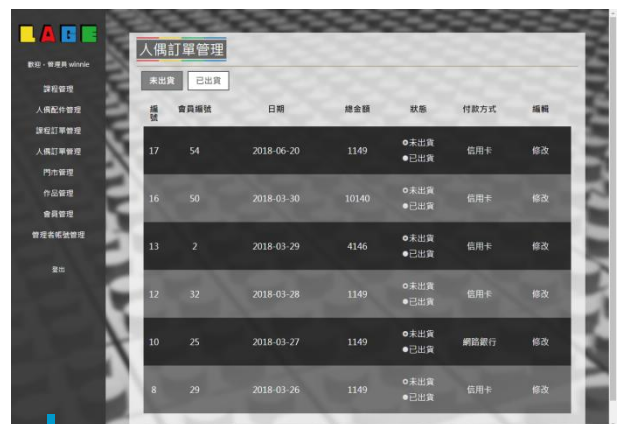 LAGE
歡迎，管理員 winnie
課程管理
人偶配件管理
課程訂單管理
人偶訂單管理
門市管理
作品管理
會員管理
管理者帳號管理
登出
人偶訂單管理
未出貨 已出貨
編號 會員編號 日期 總金額 狀態 付款方式 編輯
17 54 2018-06-20 1149 未出貨 已出貨 信用卡 修改
16 50 2018-03-30 10140 未出貨 已出貨 信用卡 修改
13 2 2018-03-29 4146 未出貨 已出貨 信用卡 修改
12 32 2018-03-28 1149 未出貨 已出貨 信用卡 修改
10 25 2018-03-27 1149 未出貨 已出貨 網路銀行 修改
8 29 2018-03-26 1149 未出貨 已出貨 信用卡 修改